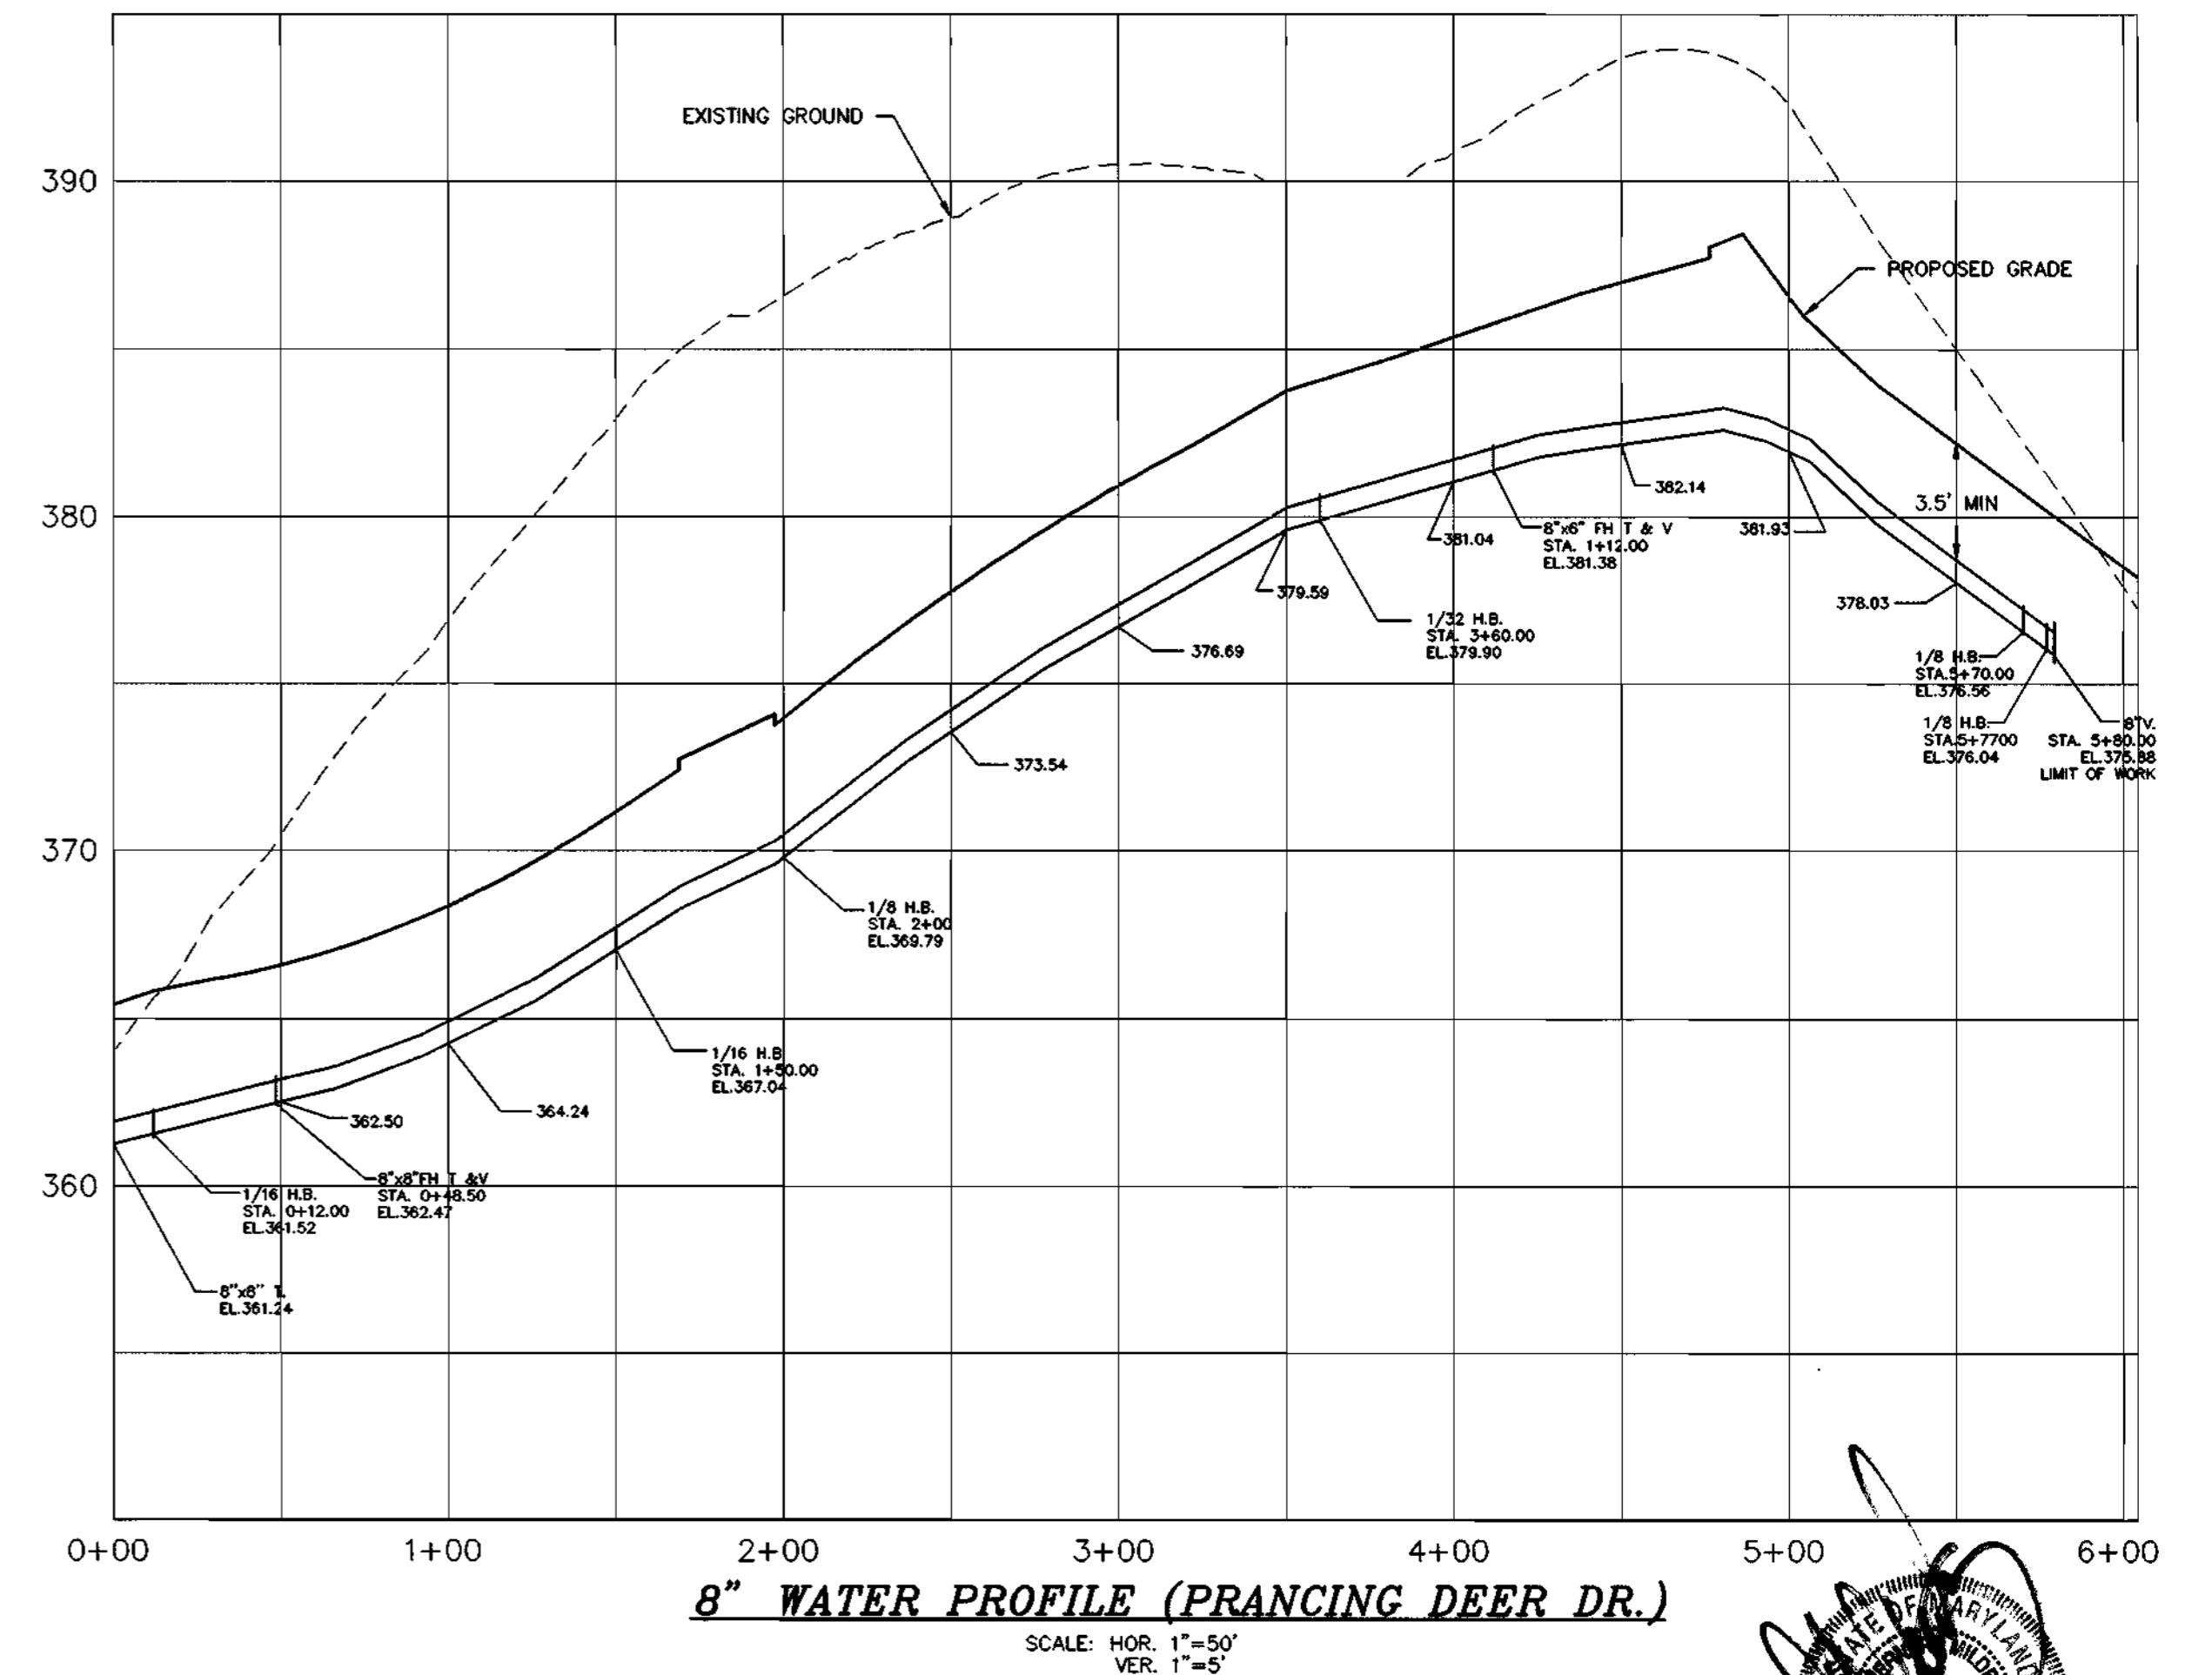 EXISTING GROUND
390
PROPOSED GRADE
382.14
3.5' MIN
380
8"x6" FH T & V
STA. 1+12.00
EL.381.38
381.04
381.93
379.59
378.03
1/32 H.B.
STA. 3+60.00
EL.379.90
376.69
1/8 H.B.
STA.5+70.00
EL.376.56
1/8 H.B.
STA.5+7700
EL.376.04
8"V.
STA. 5+80.00
EL.375.88
LIMIT OF WORK
373.54
370
1/8 H.B.
STA. 2+00
EL.369.79
1/16 H.B
STA. 1+50.00
EL.367.04
364.24
362.50
360
8"x8"FH T &V
STA. 0+48.50
EL.362.47
1/16 H.B.
STA. 0+12.00
EL.361.52
8"x8" T.
EL.361.24
0+00 1+00 2+00 3+00 4+00 5+00 6+00
8" WATER PROFILE (PRANCING DEER DR.)
SCALE: HOR. 1"=50'
VER. 1"=5'
STATE OF MARYLAND